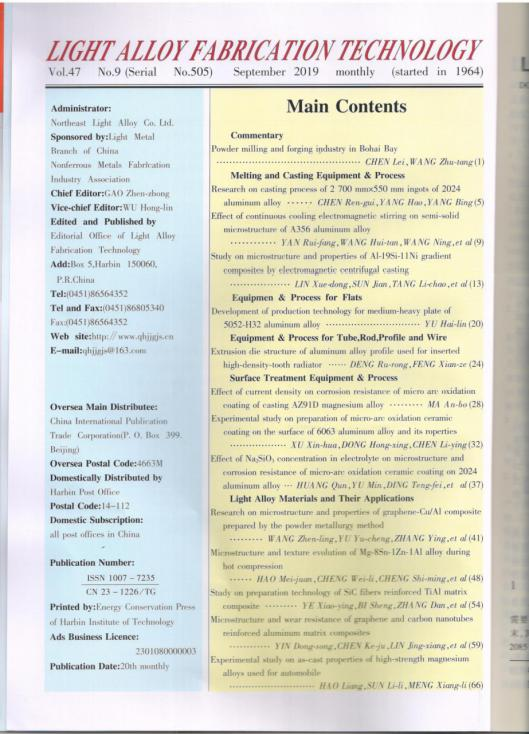 LIGHT ALLOY FABRICATION TECHNOLOGY
Vol.47 No.9 (Serial No.505) September 2019 monthly (started in 1964)
Administrator:
Northeast Light Alloy Co. Ltd.
Sponsored by:Light Metal
Branch of China
Nonferrous Metals Fabrication
Industry Association
Chief Editor:GAO Zhen-zhong
Vice-chief Editor:WU Hong-lin
Edited and Published by
Editorial Office of Light Alloy
Fabrication Technology
Add:Box 5,Harbin 150060,
P.R.China
Tel:(0451)86564352
Tel and Fax:(0451)86805340
Fax:(0451)86564352
Web site:http://www.qhjjgjs.cn
E-mail:qhjjgjs@163.com
Oversea Main Distributee:
China International Publication
Trade Corporation(P. O. Box 399.
Beijing)
Oversea Postal Code:4663M
Domestically Distributed by
Harbin Post Office
Postal Code:14-112
Domestic Subscription:
all post offices in China
Publication Number:
ISSN 1007-7235
CN 23-1226/TG
Printed by:Energy Conservation Press
of Harbin Institute of Technology
Ads Business Licence:
2301080000003
Publication Date:20th monthly
Main Contents
Commentary
Powder milling and forging industry in Bohai Bay
CHEN Lei,WANG Zhu-tang(1)
Melting and Casting Equipment & Process
Research on casting process of 2 700 mm×550 mm ingots of 2024
aluminum alloy ······ CHEN Ren-gui,YANG Hao,YANG Bing(5)
Effect of continuous cooling electromagnetic stirring on semi-solid
microstructure of A356 aluminum alloy
············ YAN Rui-fang,WANG Hui-tan,WANG Ning,et al (9)
Study on microstructure and properties of Al-19Si-11Ni gradient
composites by electromagnetic centrifugal casting
············ LIN Xue-dong,SUN Jian,TANG Li-chao,et al (13)
Equipmen & Process for Flats
Development of production technology for medium-heavy plate of
5052-H32 aluminum alloy ························ YU Hai-lin (20)
Equipment & Process for Tube,Rod,Profile and Wire
Extrusion die structure of aluminum alloy profile used for inserted
high-density-tooth radiator ······ DENG Ru-rong,FENG Xian-ze (24)
Surface Treatment Equipment & Process
Effect of current density on corrosion resistance of micro arc oxidation
coating of casting AZ91D magnesium alloy ········· MA An-bo (28)
Experimental study on preparation of micro-arc oxidation ceramic
coating on the surface of 6063 aluminum alloy and its roperties
·················· XU Xin-hua,DONG Hong-xing,CHEN Li-ying(32)
Effect of Na₂SiO₃ concentration in electrolyte on microstructure and
corrosion resistance of micro-arc oxidation ceramic coating on 2024
aluminum alloy ··· HUANG Qun,YU Min,DING Teng-fei,et al (37)
Light Alloy Materials and Their Applications
Research on microstructure and properties of graphene-Cu/Al composite
prepared by the powder metallurgy method
········· WANG Zhen-ling,YU Yu-cheng,ZHANG Ying,et al (41)
Microstructure and texture evolution of Mg-8Sn-1Zn-1Al alloy during
hot compression
······ HAO Mei-juan,CHENG Wei-li,CHENG Shi-ming,et al (48)
Study on preparation technology of SiC fibers reinforced TiAl matrix
composite ········· YE Xiao-ying,BI Sheng,ZHANG Dan,et al (54)
Microstructure and wear resistance of graphene and carbon nanotubes
reinforced aluminum matrix composites
············ YIN Dong-song,CHEN Ke-ju,LIN Jing-xiang,et al (59)
Experimental study on as-cast properties of high-strength magnesium
alloys used for automobile
·················· HAO Liang,SUN Li-li,MENG Xiang-li(66)